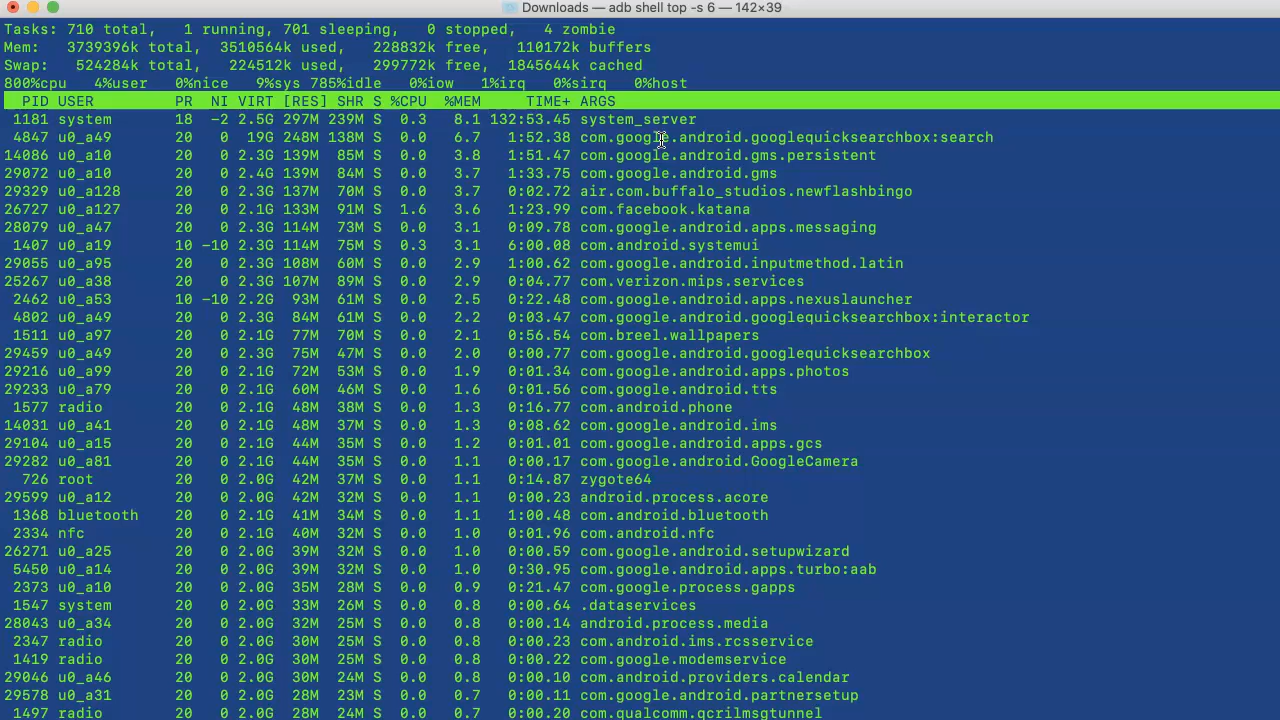 Downloads — adb shell top -s 6 — 142×39
Tasks: 710 total,   1 running, 701 sleeping,   0 stopped,   4 zombie
Mem:   3739396k total,  3510564k used,   228832k free,   110172k buffers
Swap:   524284k total,   224512k used,   299772k free,  1845644k cached
800%cpu   4%user   0%nice   9%sys 785%idle   0%iow   1%irq   0%sirq   0%host
PID USER PR NI VIRT [RES] SHR S %CPU %MEM TIME+ ARGS
1181 system 18 -2 2.5G 297M 239M S 0.3 8.1 132:53.45 system_server
4847 u0_a49 20 0 19G 248M 138M S 0.0 6.7 1:52.38 com.google.android.googlequicksearchbox:search
14086 u0_a10 20 0 2.3G 139M 85M S 0.0 3.8 1:51.47 com.google.android.gms.persistent
29072 u0_a10 20 0 2.4G 139M 84M S 0.0 3.7 1:33.75 com.google.android.gms
29329 u0_a128 20 0 2.3G 137M 70M S 0.0 3.7 0:02.72 air.com.buffalo_studios.newflashbingo
26727 u0_a127 20 0 2.1G 133M 91M S 1.6 3.6 1:23.99 com.facebook.katana
28079 u0_a47 20 0 2.3G 114M 73M S 0.0 3.1 0:09.78 com.google.android.apps.messaging
1407 u0_a19 10 -10 2.3G 114M 75M S 0.3 3.1 6:00.08 com.android.systemui
29055 u0_a95 20 0 2.3G 108M 60M S 0.0 2.9 1:00.62 com.google.android.inputmethod.latin
25267 u0_a38 20 0 2.3G 107M 89M S 0.0 2.9 0:04.77 com.verizon.mips.services
2462 u0_a53 10 -10 2.2G 93M 61M S 0.0 2.5 0:22.48 com.google.android.apps.nexuslauncher
4802 u0_a49 20 0 2.3G 84M 61M S 0.0 2.2 0:03.47 com.google.android.googlequicksearchbox:interactor
1511 u0_a97 20 0 2.1G 77M 70M S 0.0 2.1 0:56.54 com.breel.wallpapers
29459 u0_a49 20 0 2.3G 75M 47M S 0.0 2.0 0:00.77 com.google.android.googlequicksearchbox
29216 u0_a99 20 0 2.1G 72M 53M S 0.0 1.9 0:01.34 com.google.android.apps.photos
29233 u0_a79 20 0 2.1G 60M 46M S 0.0 1.6 0:01.56 com.google.android.tts
1577 radio 20 0 2.1G 48M 38M S 0.0 1.3 0:16.77 com.android.phone
14031 u0_a41 20 0 2.1G 48M 37M S 0.0 1.3 0:08.62 com.google.android.ims
29104 u0_a15 20 0 2.1G 44M 35M S 0.0 1.2 0:01.01 com.google.android.apps.gcs
29282 u0_a81 20 0 2.1G 44M 35M S 0.0 1.1 0:00.17 com.google.android.GoogleCamera
726 root 20 0 2.0G 42M 37M S 0.0 1.1 0:14.87 zygote64
29599 u0_a12 20 0 2.0G 42M 32M S 0.0 1.1 0:00.23 android.process.acore
1368 bluetooth 20 0 2.1G 41M 34M S 0.0 1.1 1:00.48 com.android.bluetooth
2334 nfc 20 0 2.1G 40M 32M S 0.0 1.0 0:01.96 com.android.nfc
26271 u0_a25 20 0 2.0G 39M 32M S 0.0 1.0 0:00.59 com.google.android.setupwizard
5450 u0_a14 20 0 2.0G 39M 32M S 0.0 1.0 0:30.95 com.google.android.apps.turbo:aab
2373 u0_a10 20 0 2.0G 35M 28M S 0.0 0.9 0:21.47 com.google.process.gapps
1547 system 20 0 2.0G 33M 26M S 0.0 0.8 0:00.64 .dataservices
28043 u0_a34 20 0 2.0G 32M 25M S 0.0 0.8 0:00.14 android.process.media
2347 radio 20 0 2.0G 30M 25M S 0.0 0.8 0:00.23 com.android.ims.rcsservice
1419 radio 20 0 2.0G 30M 25M S 0.0 0.8 0:00.22 com.google.modemservice
29046 u0_a46 20 0 2.0G 30M 24M S 0.0 0.8 0:00.10 com.android.providers.calendar
29578 u0_a31 20 0 2.0G 28M 23M S 0.0 0.7 0:00.11 com.google.android.partnersetup
1497 radio 20 0 2.0G 28M 24M S 0.0 0.7 0:00.20 com.qualcomm.qcrilmsgtunnel